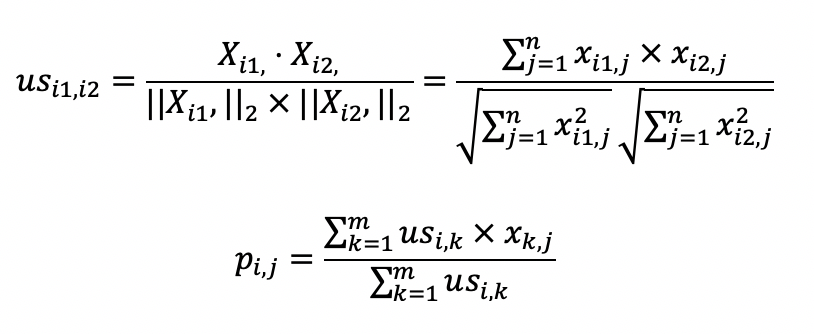 us_{i1,i2} = \frac{X_{i1,} \cdot X_{i2,}}{||X_{i1},||_2 \times ||X_{i2},||_2} = \frac{\sum_{j=1}^{n} x_{i1,j} \times x_{i2,j}}{\sqrt{\sum_{j=1}^{n} x_{i1,j}^2} \sqrt{\sum_{j=1}^{n} x_{i2,j}^2}}
p_{i,j} = \frac{\sum_{k=1}^{m} us_{i,k} \times x_{k,j}}{\sum_{k=1}^{m} us_{i,k}}